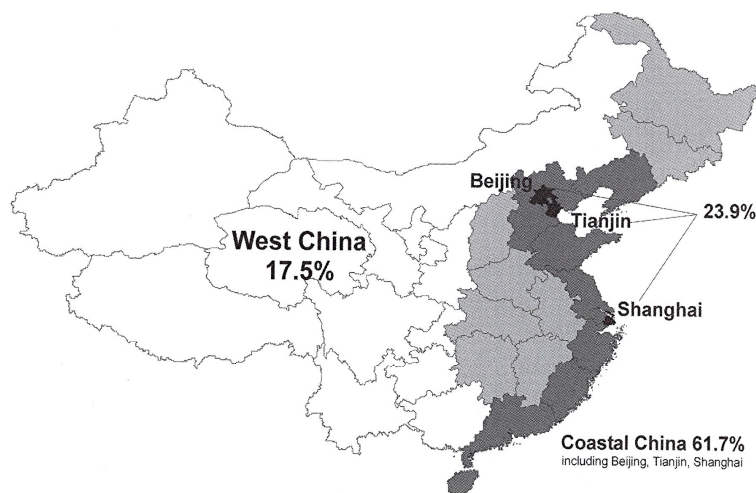 Beijing
Tianjin
23.9%
West China
17.5%
Shanghai
Coastal China 61.7%
including Beijing, Tianjin, Shanghai